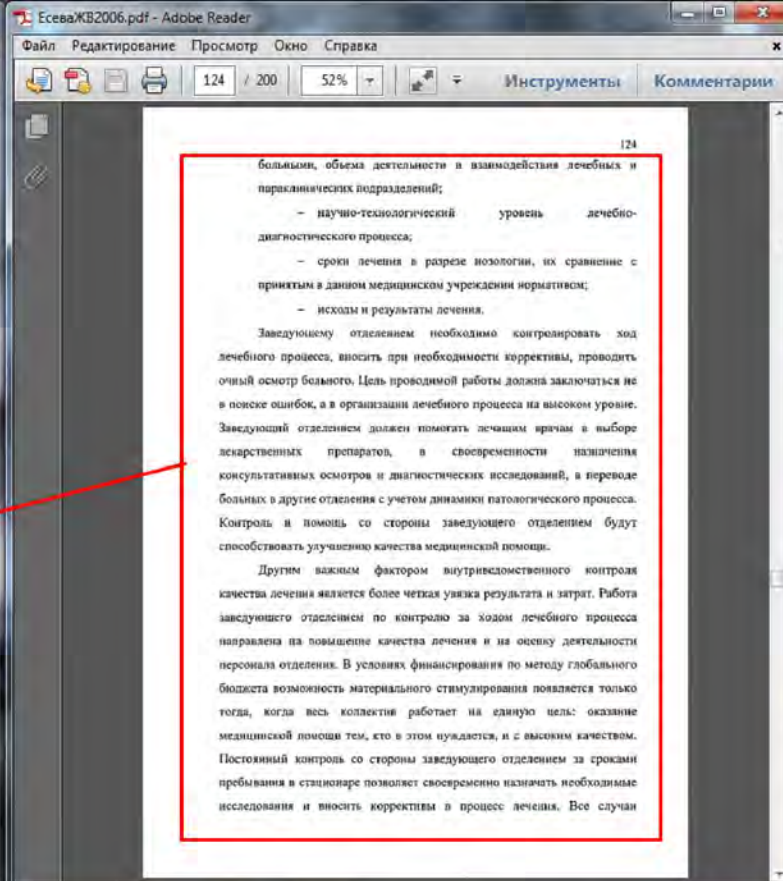 ЕсеваЖВ2006.pdf - Adobe Reader
Файл Редактирование Просмотр Окно Справка
124 / 200 52% Инструменты Комментарии
124
больными, объема деятельности и взаимодействия лечебных и
параклинических подразделений;
– научно-технологический уровень лечебно-
диагностического процесса;
– сроки лечения в разрезе нозологии, их сравнение с
принятым в данном медицинском учреждении нормативом;
– исходы и результаты лечения.
Заведующему отделением необходимо контролировать ход
лечебного процесса, вносить при необходимости коррективы, проводить
очный осмотр больного. Цель проводимой работы должна заключаться не
в поиске ошибок, а в организации лечебного процесса на высоком уровне.
Заведующий отделением должен помогать лечащим врачам в выборе
лекарственных препаратов, в своевременности назначения
консультативных осмотров и диагностических исследований, в переводе
больных в другие отделения с учетом динамики патологического процесса.
Контроль и помощь со стороны заведующего отделением будут
способствовать улучшению качества медицинской помощи.
Другим важным фактором внутриведомственного контроля
качества лечения является более четкая увязка результата и затрат. Работа
заведующего отделением по контролю за ходом лечебного процесса
направлена на повышение качества лечения и на оценку деятельности
персонала отделения. В условиях финансирования по методу глобального
бюджета возможность материального стимулирования появляется только
тогда, когда весь коллектив работает на единую цель: оказание
медицинской помощи тем, кто в этом нуждается, и с высоким качеством.
Постоянный контроль со стороны заведующего отделением за сроками
пребывания в стационаре позволяет своевременно назначать необходимые
исследования и вносить коррективы в процесс лечения. Все случаи